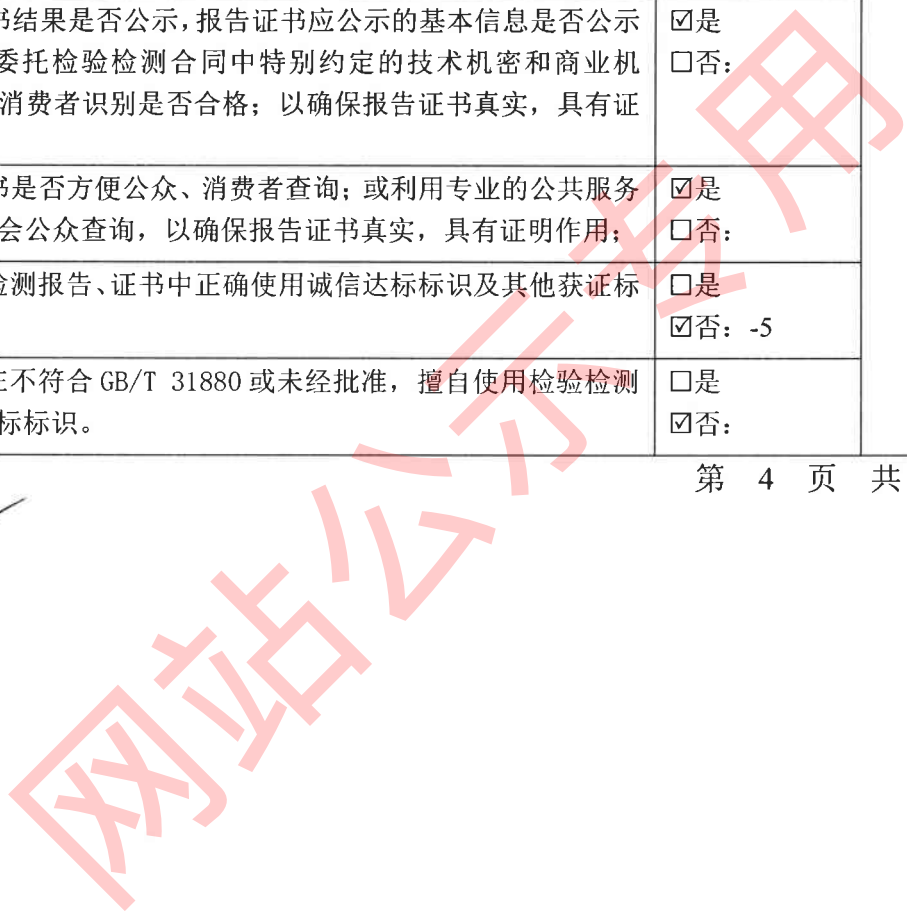 书结果是否公示,报告证书应公示的基本信息是否公示
委托检验检测合同中特别约定的技术机密和商业机
消费者识别是否合格；以确保报告证书真实，具有证
☑是
□否：
书是否方便公众、消费者查询；或利用专业的公共服务
会公众查询，以确保报告证书真实，具有证明作用；
☑是
□否：
检测报告、证书中正确使用诚信达标标识及其他获证标
□是
☑否：-5
在不符合 GB/T 31880 或未经批准，擅自使用检验检测
标标识。
□是
☑否：
第 4 页 共
网站公示专用